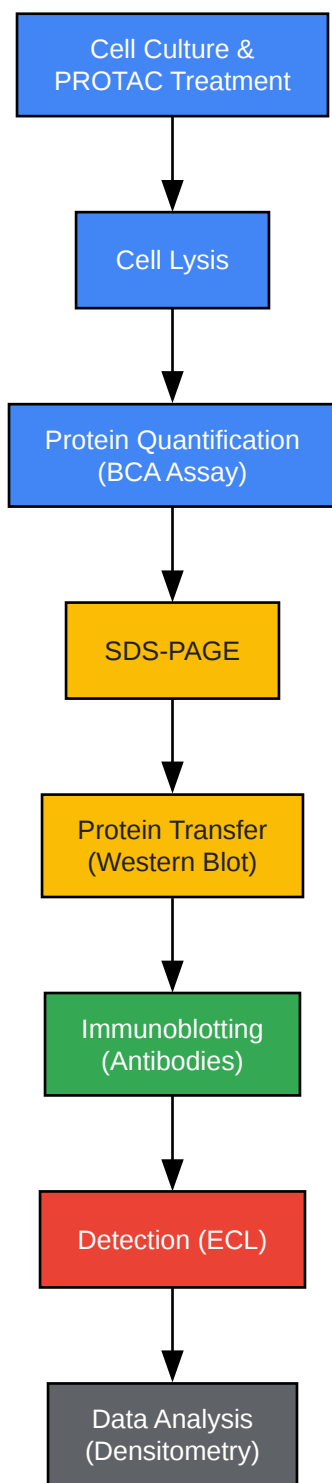 Cell Culture &
PROTAC Treatment
Cell Lysis
Protein Quantification
(BCA Assay)
SDS-PAGE
Protein Transfer
(Western Blot)
Immunoblotting
(Antibodies)
Detection (ECL)
Data Analysis
(Densitometry)